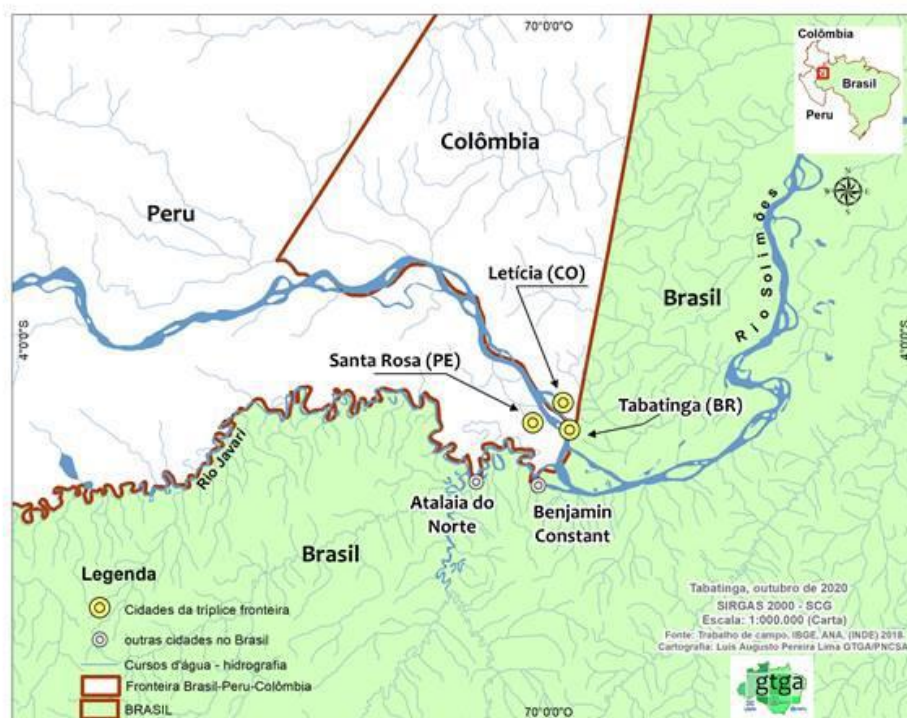 70°0'0"O
Colômbia
Brasil
Peru
Colômbia
Peru
Rio Solimões
Letícia (CO)
Brasil
4°0'0"S
4°0'0"S
Santa Rosa (PE)
Tabatinga (BR)
Rio Javari
Atalaia do
Norte
Benjamin
Constant
Brasil
Legenda
Cidades da tríplice fronteira
outras cidades no Brasil
Cursos d'água - hidrografia
Fronteira Brasil-Peru-Colômbia
BRASIL
Tabatinga, outubro de 2020
SIRGAS 2000 - SCG
Escala: 1:000.000 (Carta)
Fonte: Trabalho de campo. IBGE, ANA, (INDE) 2018.
Cartografia: Luis Augusto Pereira Lima GTGA/PNCSA
gtga
70°0'0"O